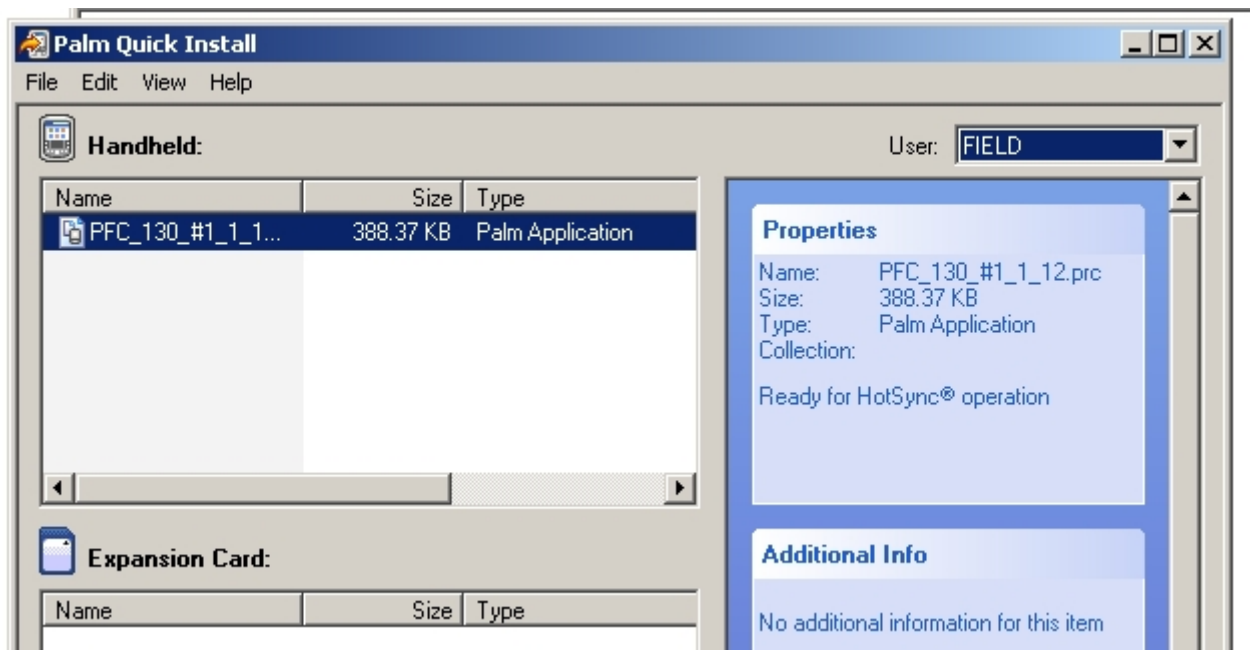 Palm Quick Install
File Edit View Help
Handheld:
User: FIELD
Name Size Type
PFC_130_#1_1_1... 388.37 KB Palm Application
Properties
Name: PFC_130_#1_1_12.prc
Size: 388.37 KB
Type: Palm Application
Collection:
Ready for HotSync® operation
Expansion Card:
Name Size Type
Additional Info
No additional information for this item